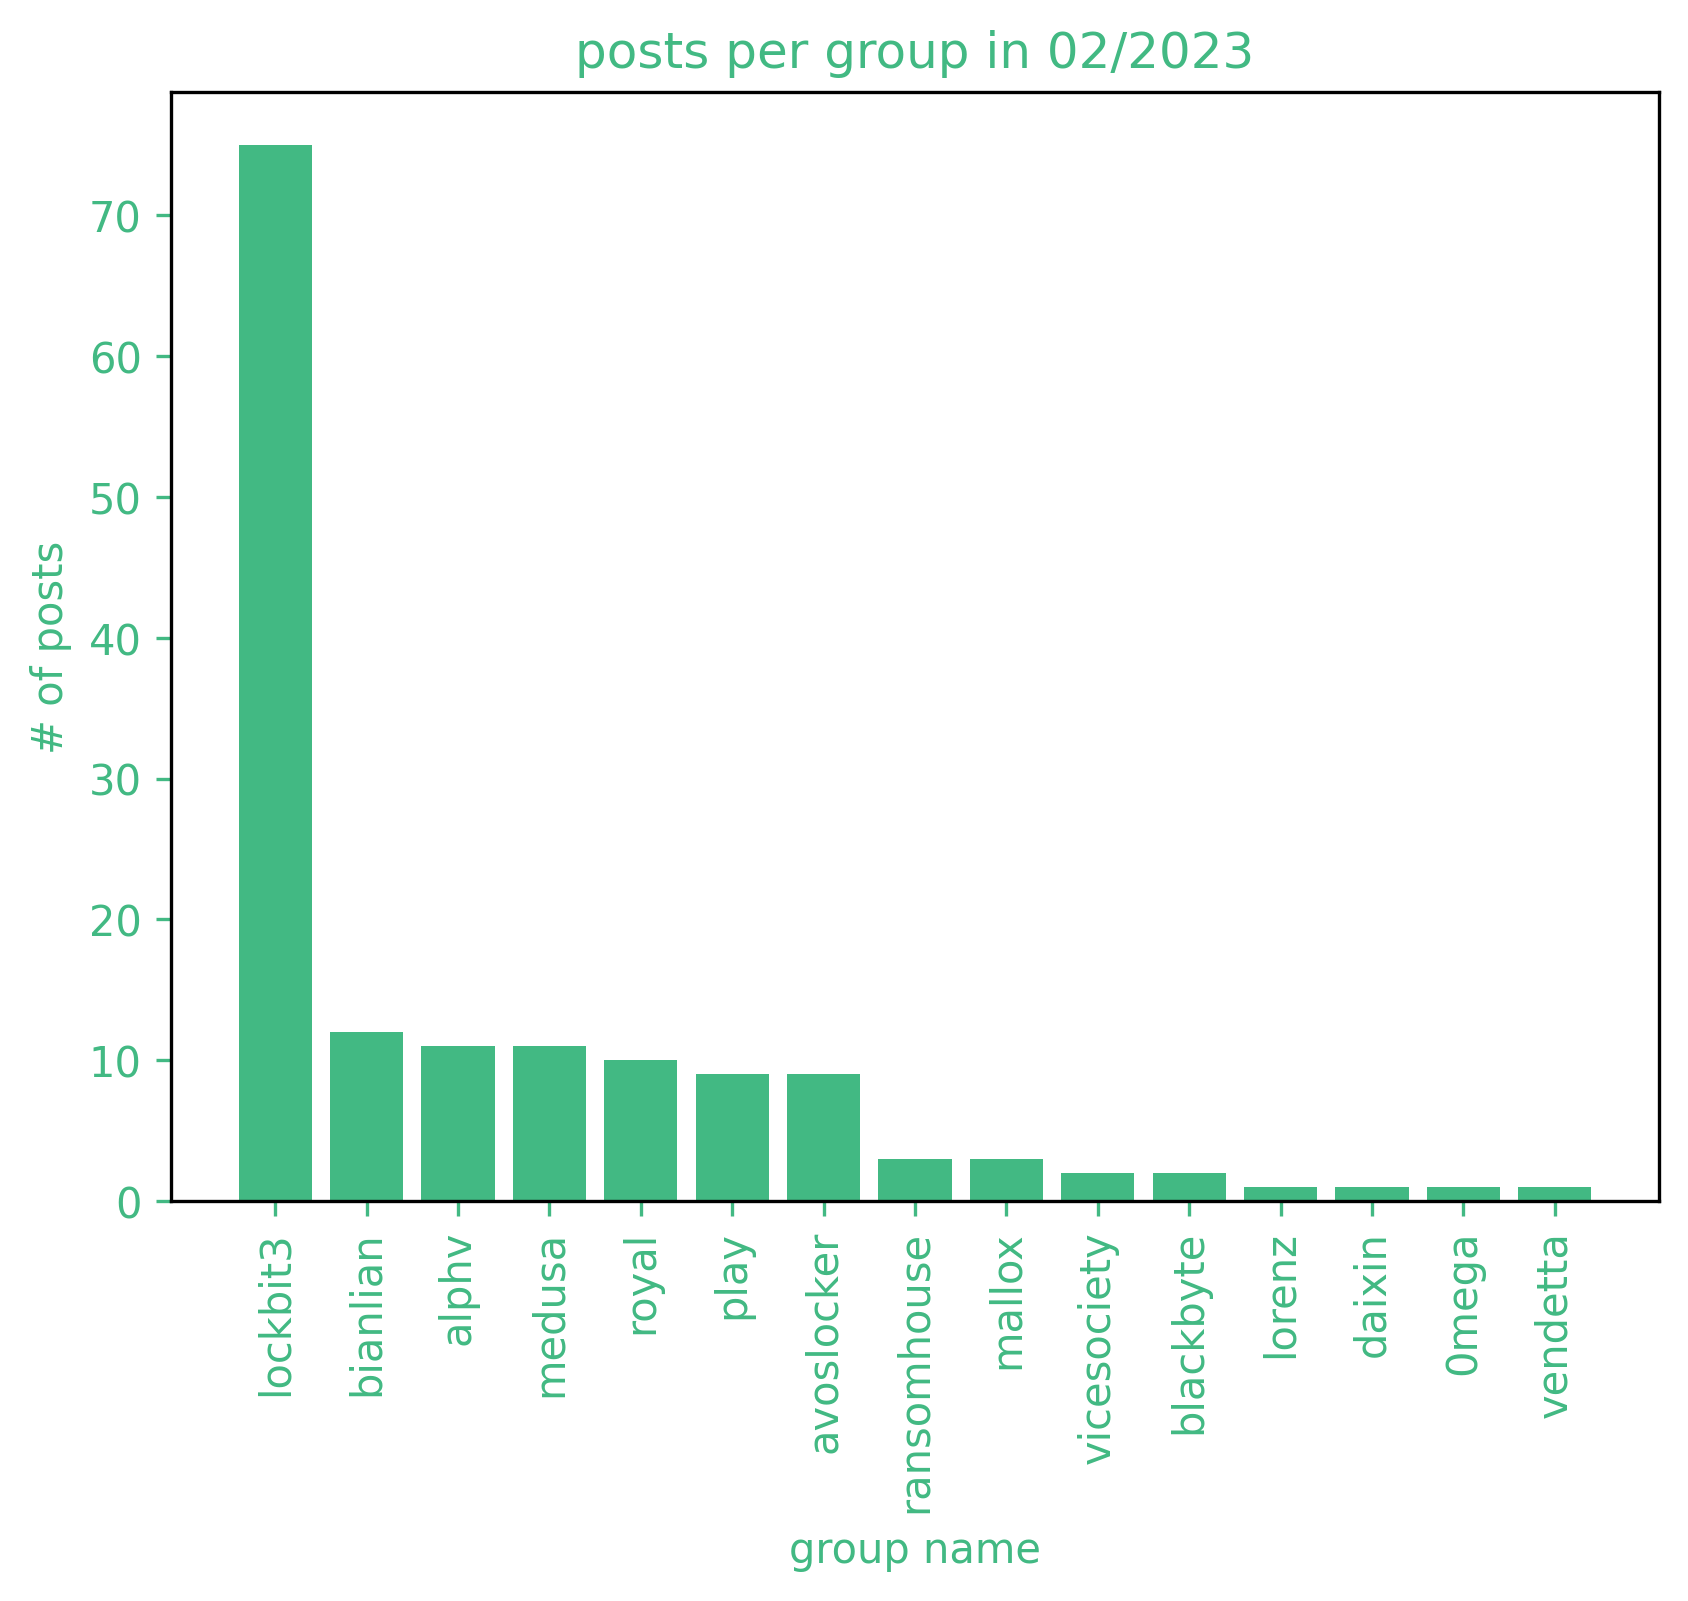 posts per group in 02/2023
# of posts
70
60
50
40
30
20
10
0
lockbit3
bianlian
alphv
medusa
royal
play
avoslocker
ransomhouse
mallox
vicesociety
blackbyte
lorenz
daixin
0mega
vendetta
group name